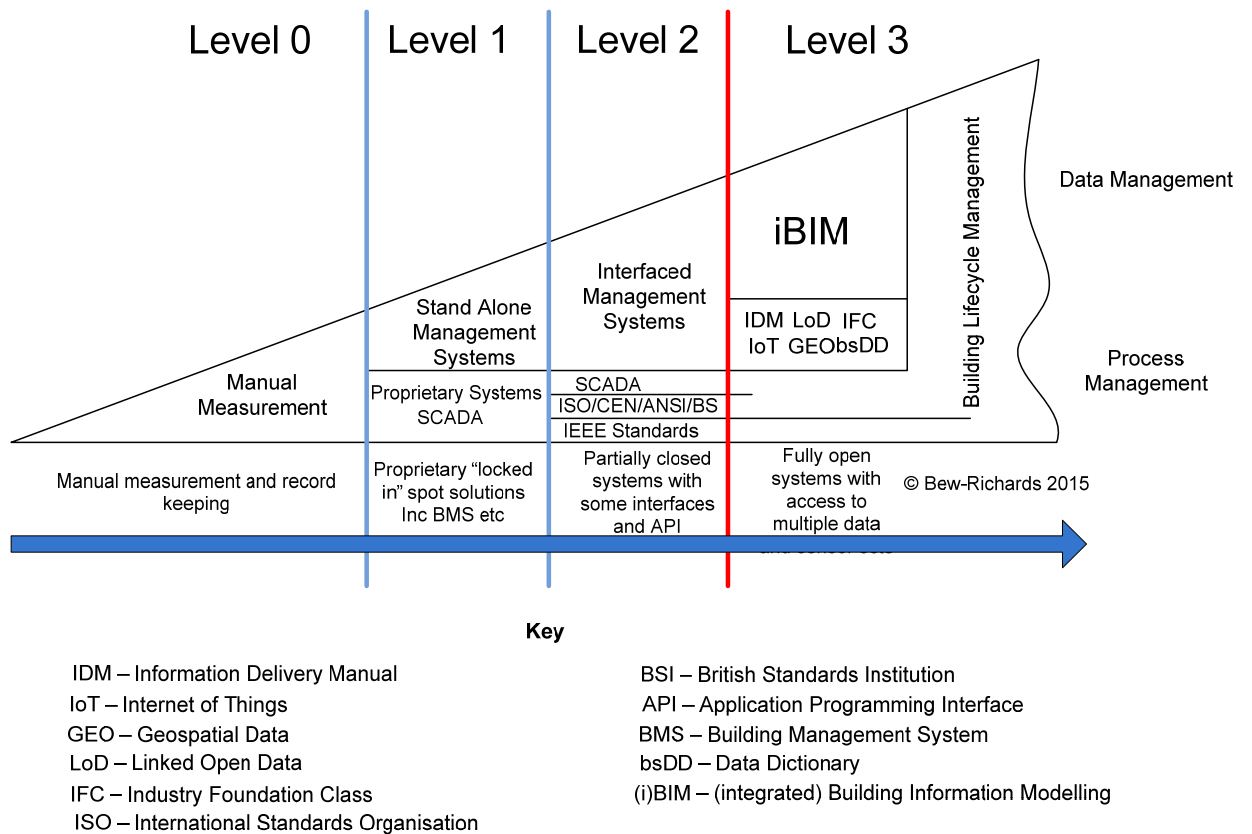 Level 0
Level 1
Level 2
Level 3
Data Management
Process
Management
Building Lifecycle Management
iBIM
IDM LoD IFC
IoT GEO bsDD
Interfaced
Management
Systems
Stand Alone
Management
Systems
Manual
Measurement
Proprietary Systems
SCADA
SCADA
ISO/CEN/ANSI/BS
IEEE Standards
Manual measurement and record
keeping
Proprietary “locked
in” spot solutions
Inc BMS etc
Partially closed
systems with
some interfaces
and API
Fully open
systems with
access to
multiple data
© Bew-Richards 2015
Key
IDM – Information Delivery Manual
IoT – Internet of Things
GEO – Geospatial Data
LoD – Linked Open Data
IFC – Industry Foundation Class
ISO – International Standards Organisation
BSI – British Standards Institution
API – Application Programming Interface
BMS – Building Management System
bsDD – Data Dictionary
(i)BIM – (integrated) Building Information Modelling